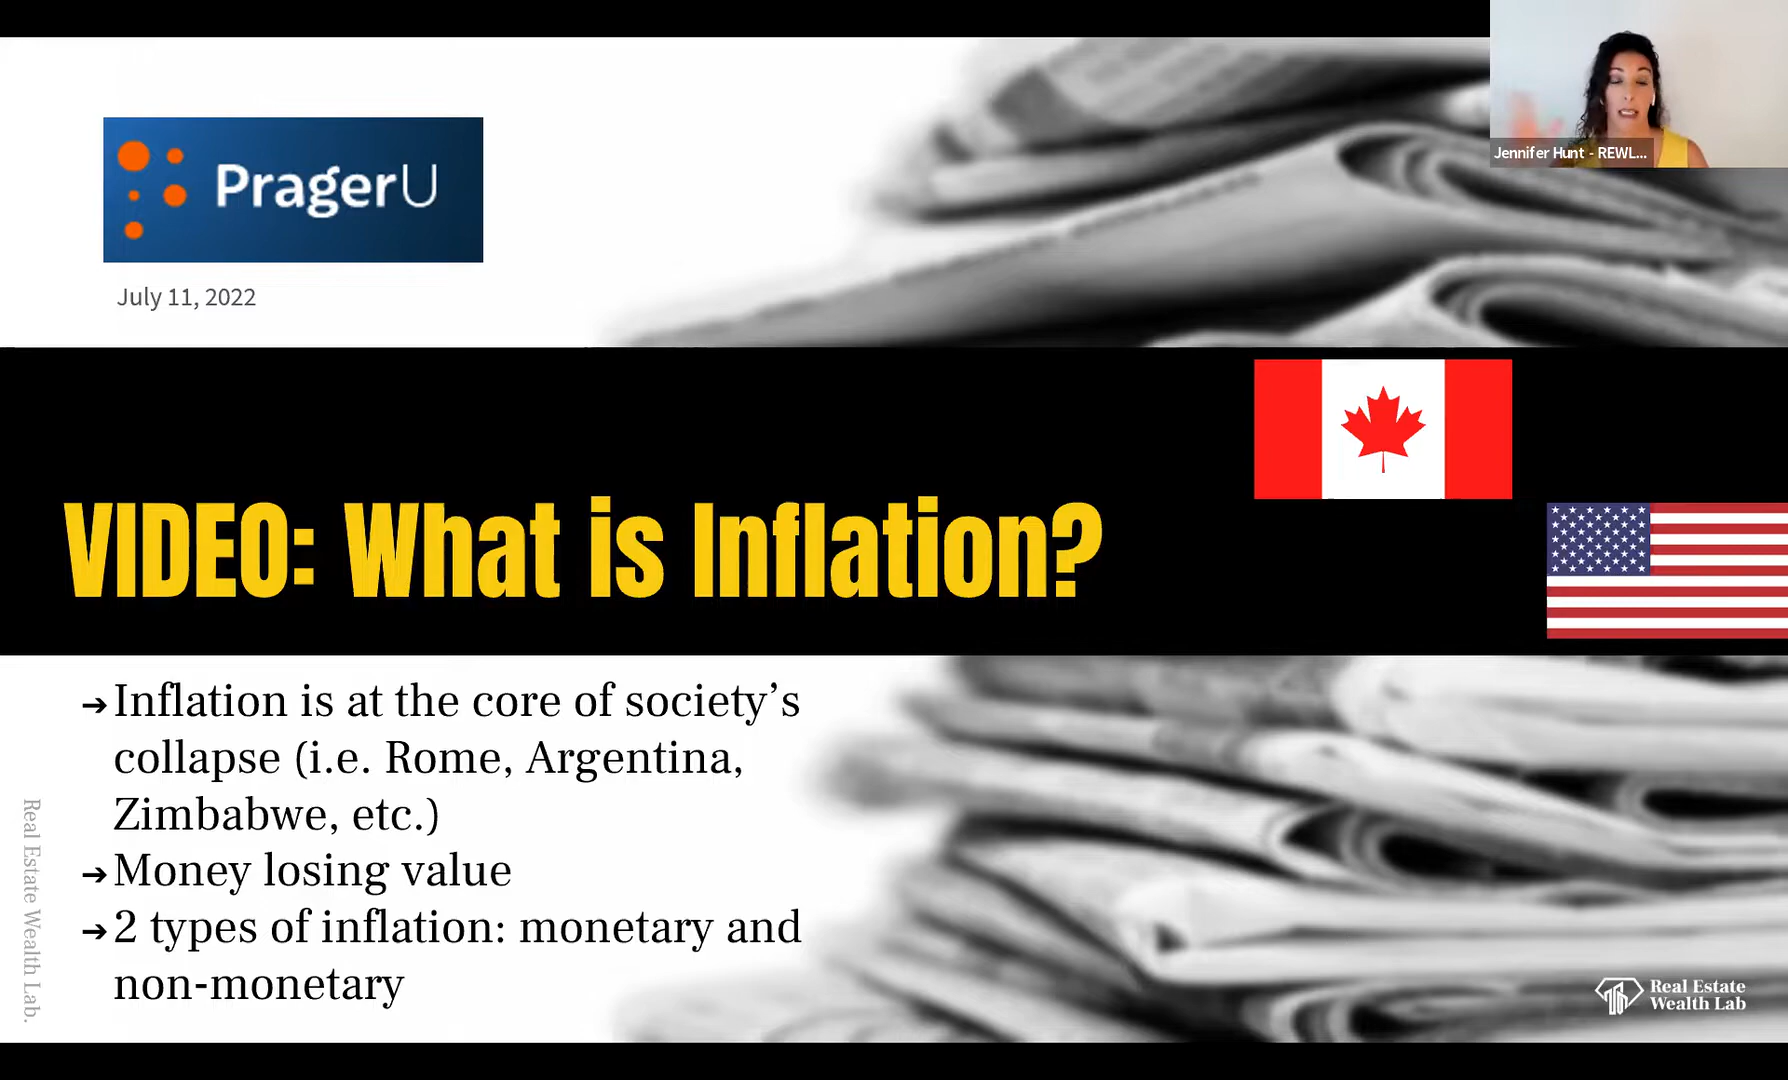 PragerU
July 11, 2022
Jennifer Hunt - REWL...
VIDEO: What is Inflation?
➔Inflation is at the core of society’s
collapse (i.e. Rome, Argentina,
Zimbabwe, etc.)
➔Money losing value
➔2 types of inflation: monetary and
non-monetary
Real Estate Wealth Lab.
Real Estate
Wealth Lab